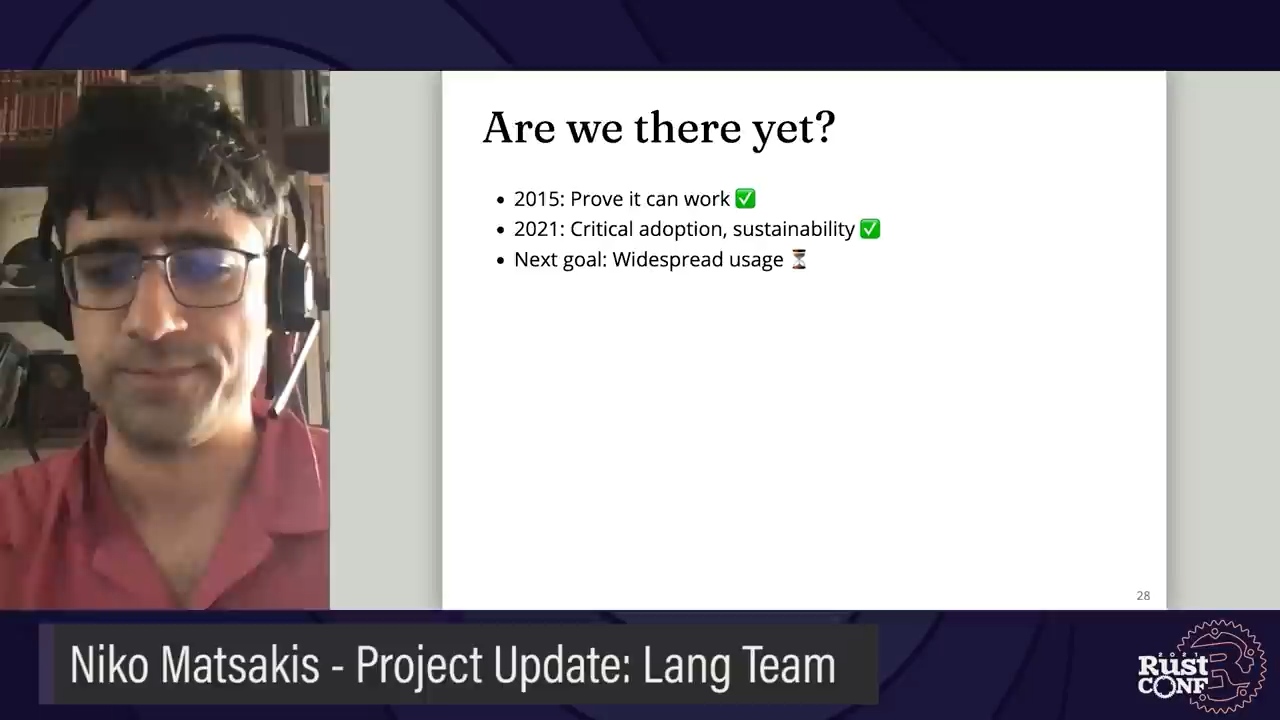 Are we there yet?
• 2015: Prove it can work ✅
• 2021: Critical adoption, sustainability ✅
• Next goal: Widespread usage ⏳
28
Niko Matsakis - Project Update: Lang Team
RUST
CONF